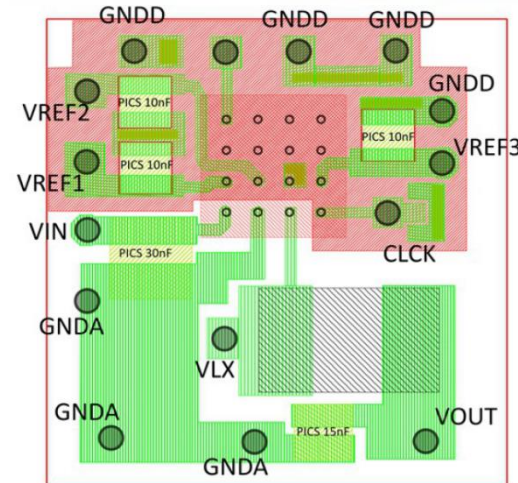 GNDD
GNDD
GNDD
GNDD
PICS 10nF
VREF2
PICS 10nF
PICS 10nF
VREF1
VREF3
VIN
CLCK
PICS 30nF
GNDA
VLX
GNDA
PICS 15nF
VOUT
GNDA